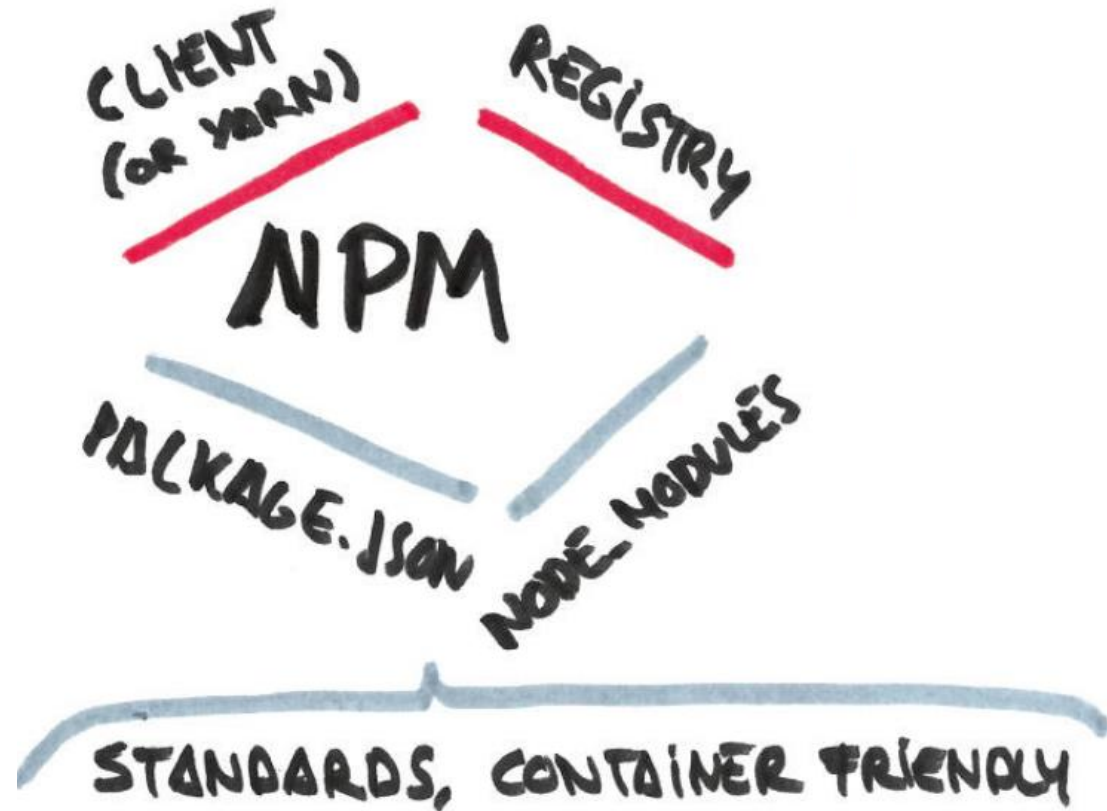 CLIENT
(OR YARN)
REGISTRY
NPM
PACKAGE.JSON
NODE_MODULES
STANDARDS, CONTAINER FRIENDLY